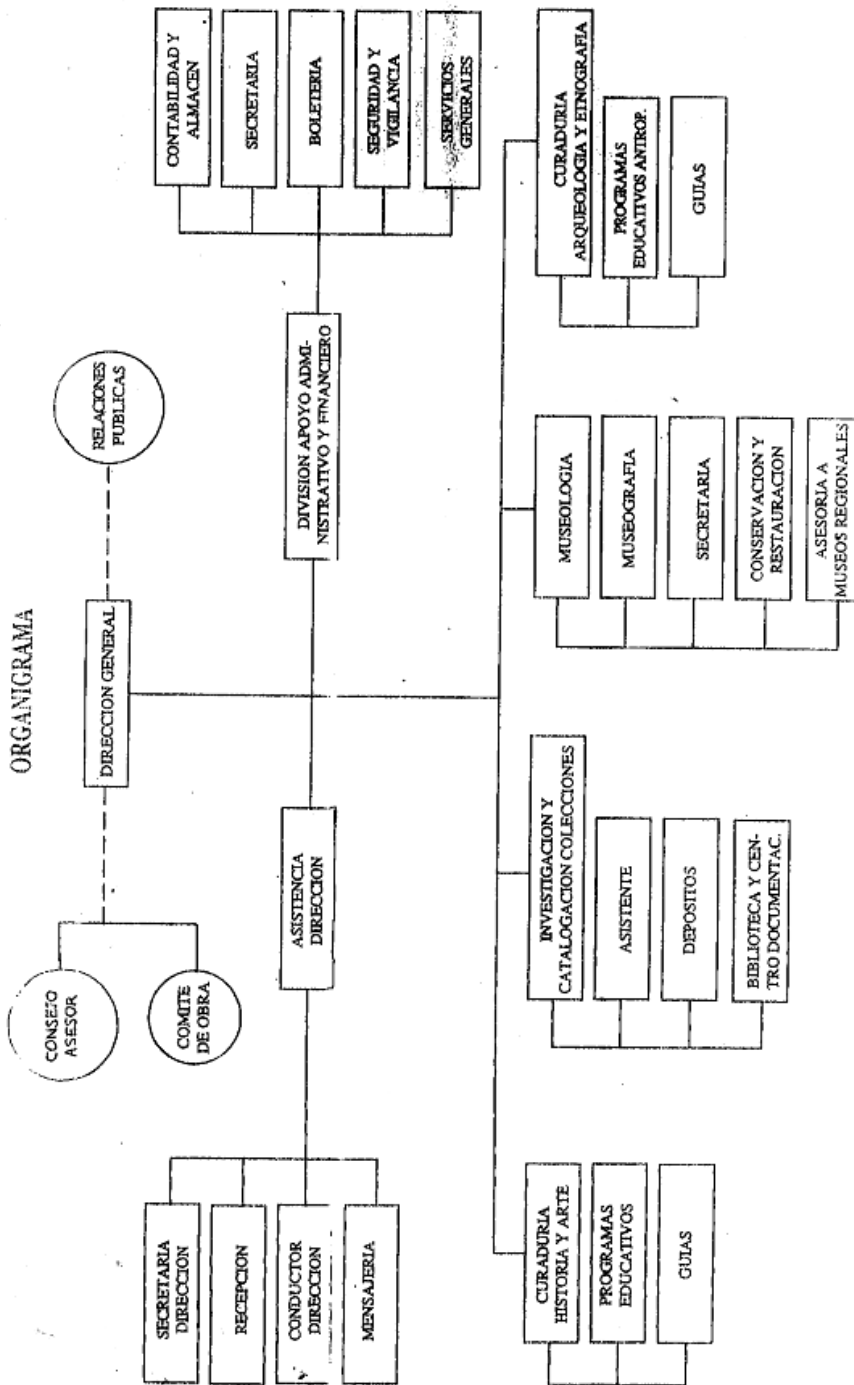 ORGANIGRAMA
CONSEJO
ASESOR
COMITE
DE OBRA
DIRECCION GENERAL
RELACIONES
PUBLICAS
SECRETARIA
DIRECCION
RECEPCION
CONDUCTOR
DIRECCION
MENSAJERIA
ASISTENCIA
DIRECCION
DIVISION APOYO ADMI-
NISTRATIVO Y FINANCIERO
CONTABILIDAD Y
ALMACEN
SECRETARIA
BOLETERIA
SEGURIDAD Y
VIGILANCIA
SERVICIOS
GENERALES
CURADURIA
HISTORIA Y ARTE
PROGRAMAS
EDUCATIVOS
GUIAS
INVESTIGACION Y
CATALOGACION COLECCIONES
ASISTENTE
DEPOSITOS
BIBLIOTECA Y CEN-
TRO DOCUMENTAC.
MUSEOLOGIA
MUSEOGRAFIA
SECRETARIA
CONSERVACION Y
RESTAURACION
ASESORIA A
MUSEOS REGIONALES
CURADURIA
ARQUEOLOGIA Y ETNOGRAFIA
PROGRAMAS
EDUCATIVOS ANTROP.
GUIAS